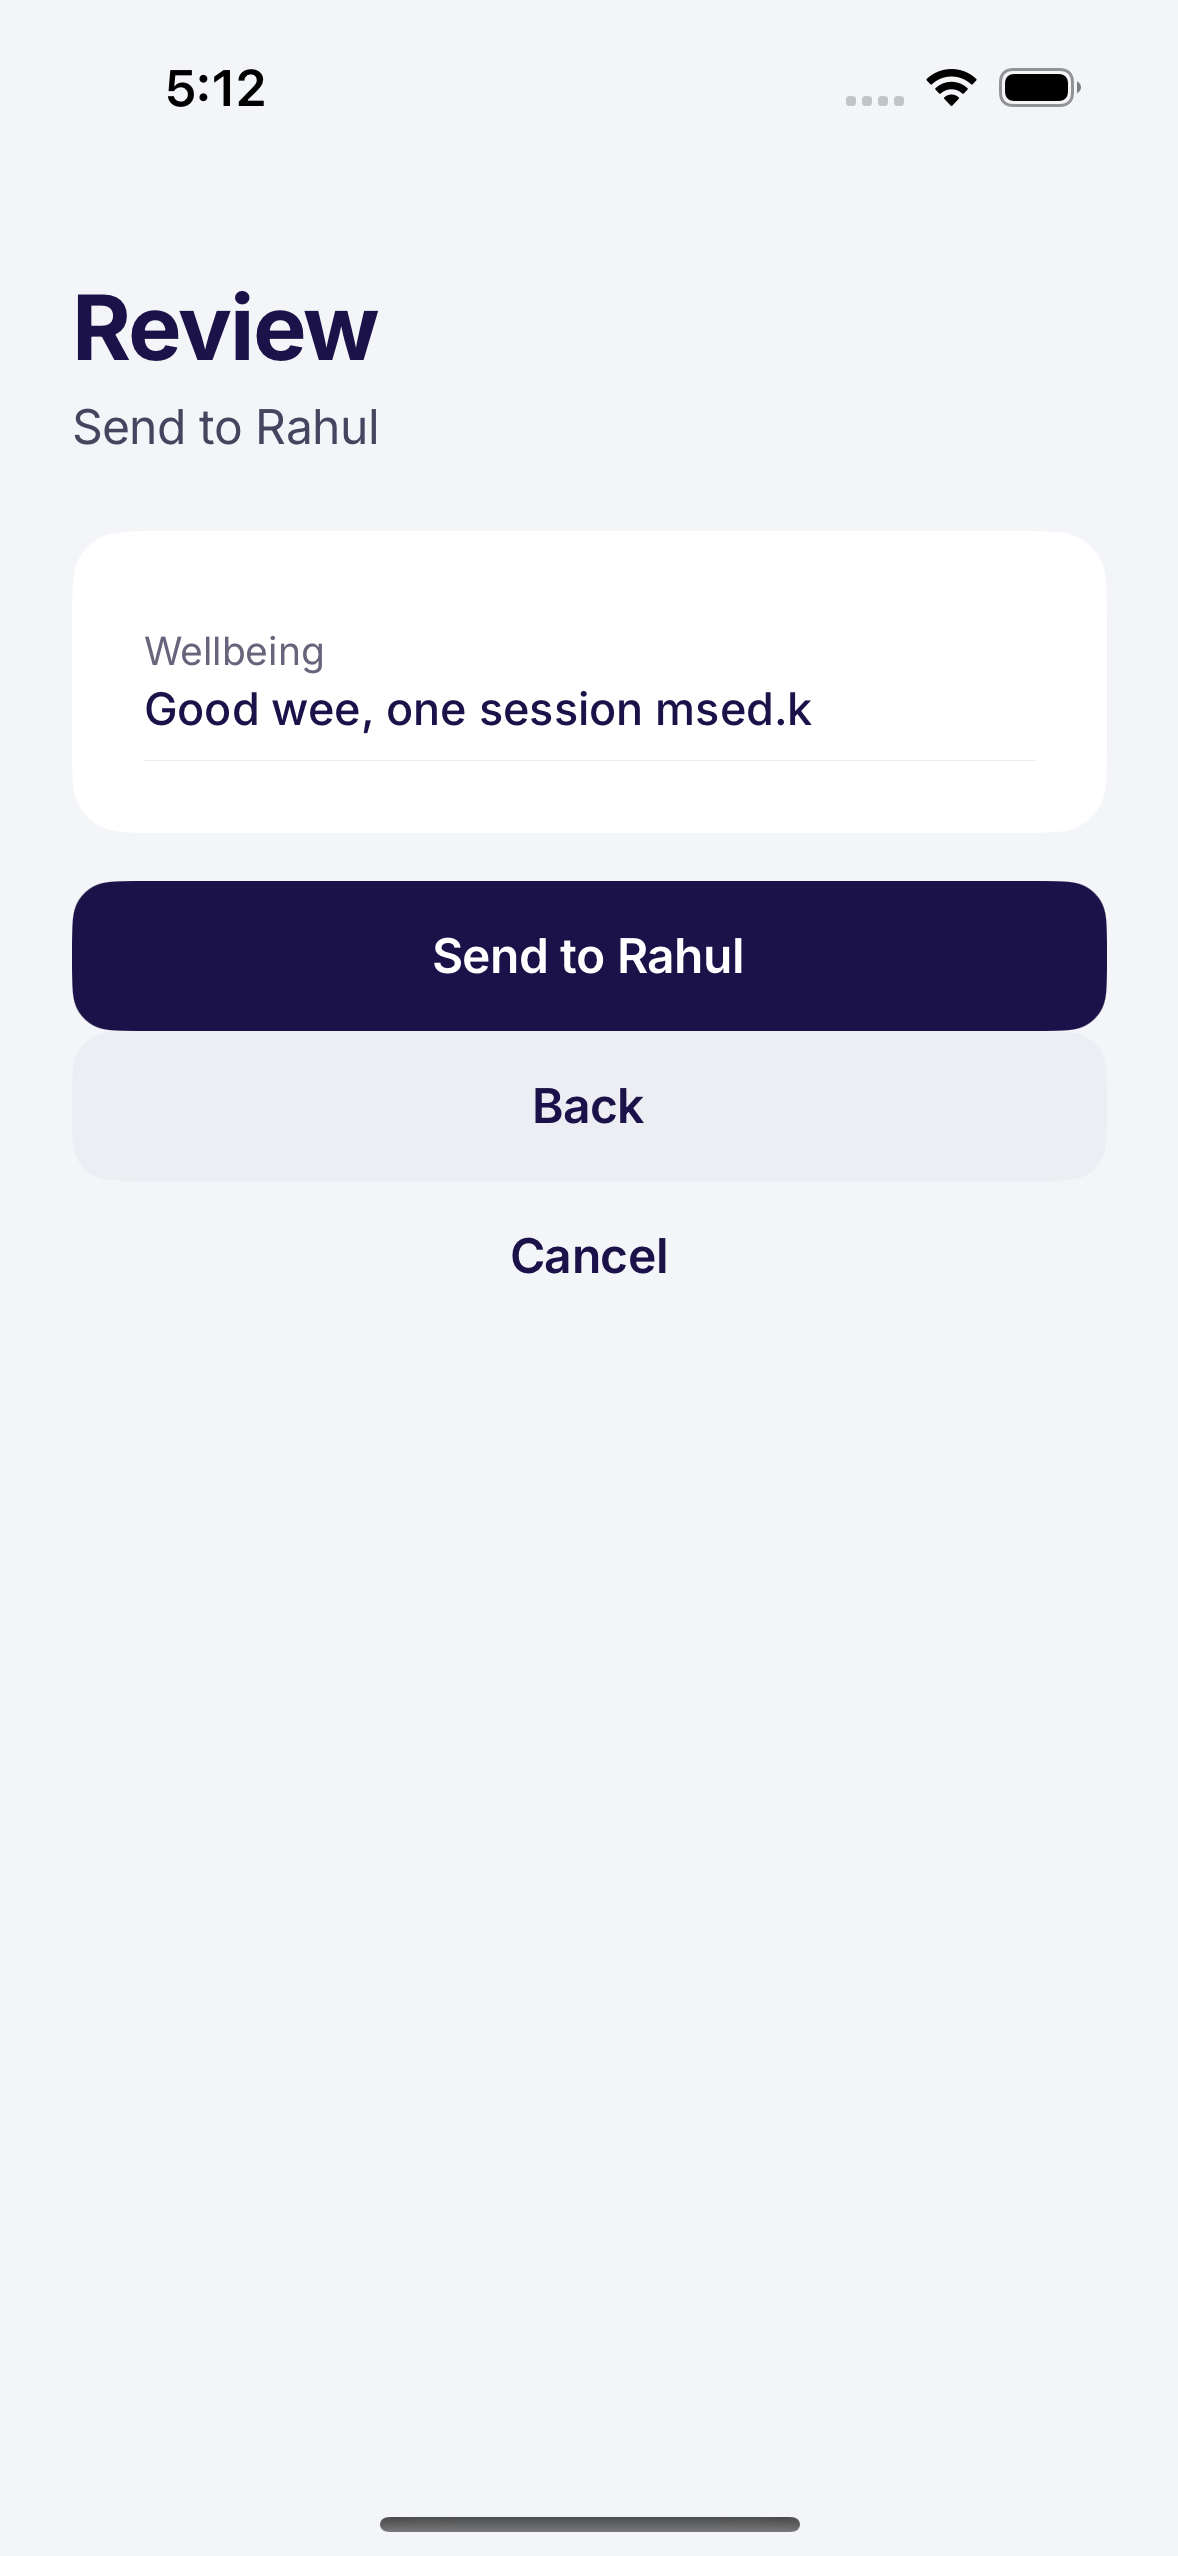 5:12
Review
Send to Rahul
Wellbeing
Good wee, one session msed.k
Send to Rahul
Back
Cancel